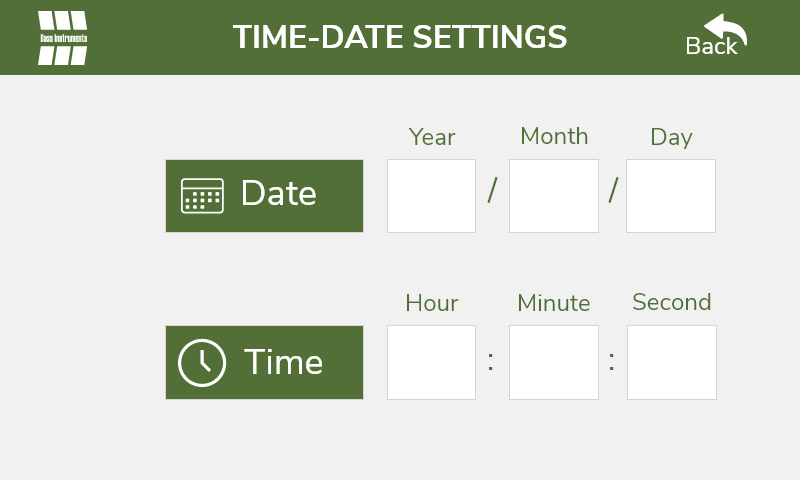 Bass Instruments
TIME-DATE SETTINGS
Back
Year Month Day
Date / /
Hour Minute Second
Time : :